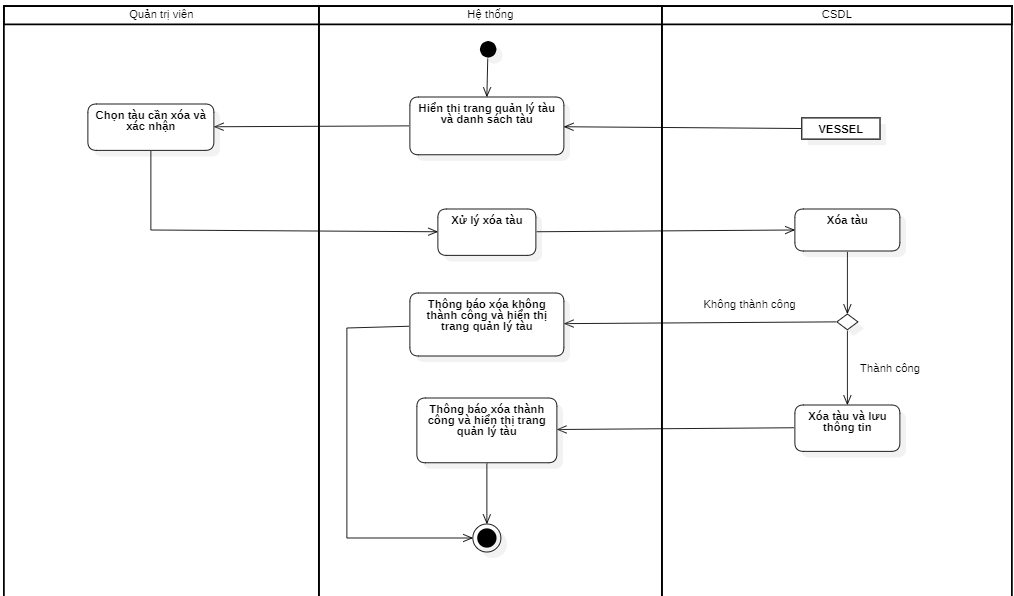 Quản trị viên
Hệ thống
CSDL
Chọn tàu cần xóa và
xác nhận
Hiển thị trang quản lý tàu
và danh sách tàu
VESSEL
Xử lý xóa tàu
Xóa tàu
Không thành công
Thông báo xóa không
thành công và hiển thị
trang quản lý tàu
Thành công
Thông báo xóa thành
công và hiển thị trang
quản lý tàu
Xóa tàu và lưu
thông tin